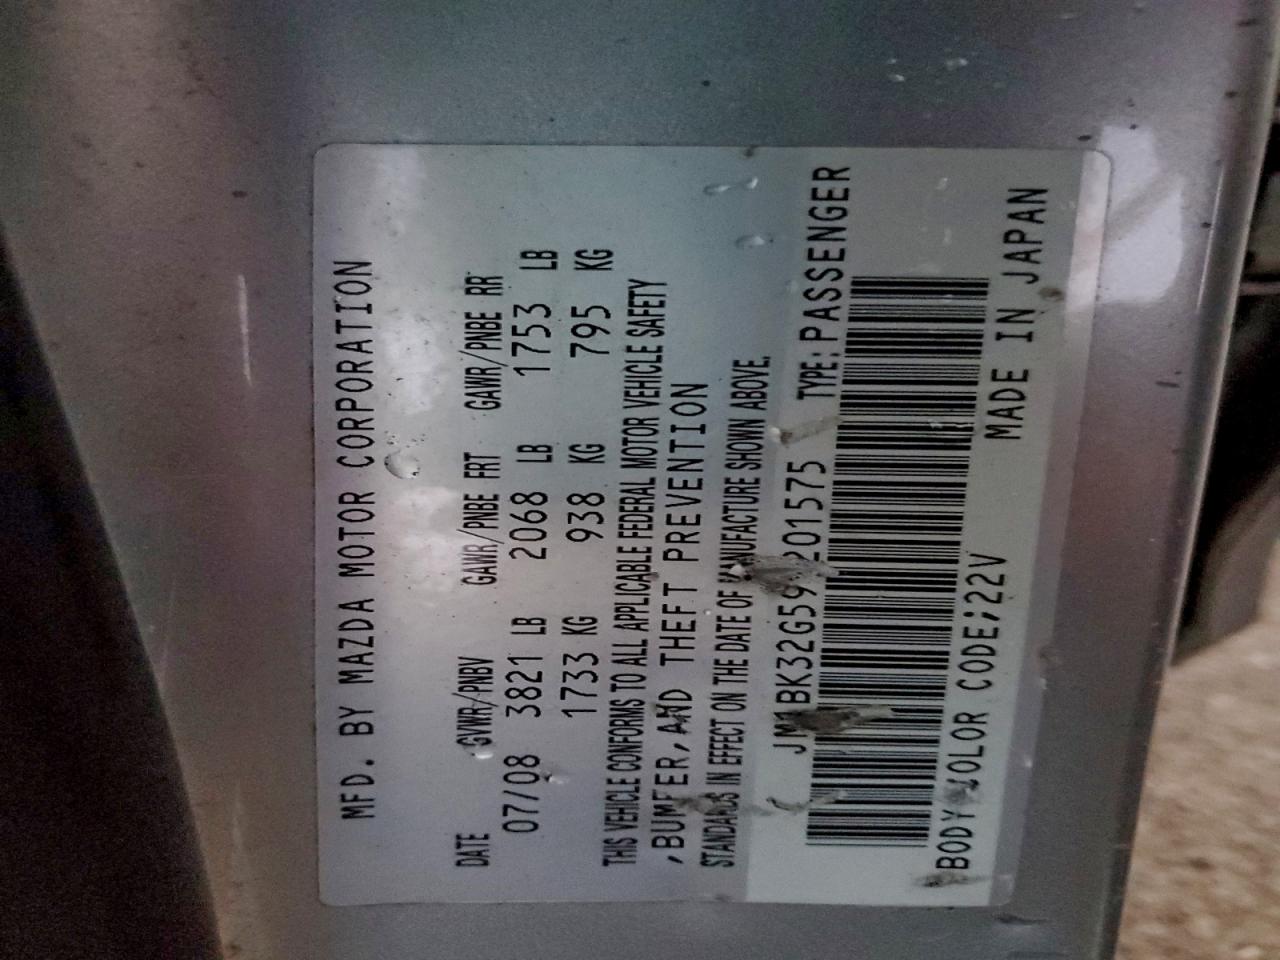 MFD. BY MAZDA MOTOR CORPORATION
DATE GVWR/PNBV GAWR/PNBE FRT GAWR/PNBE RR
07/08 3821 LB 2068 LB 1753 LB
1733 KG 938 KG 795 KG
THIS VEHICLE CONFORMS TO ALL APPLICABLE FEDERAL MOTOR VEHICLE SAFETY
,BUMPER,AND THEFT PREVENTION
STANDARDS IN EFFECT ON THE DATE OF MANUFACTURE SHOWN ABOVE.
TYPE:PASSENGER
BODY COLOR CODE;22V MADE IN JAPAN